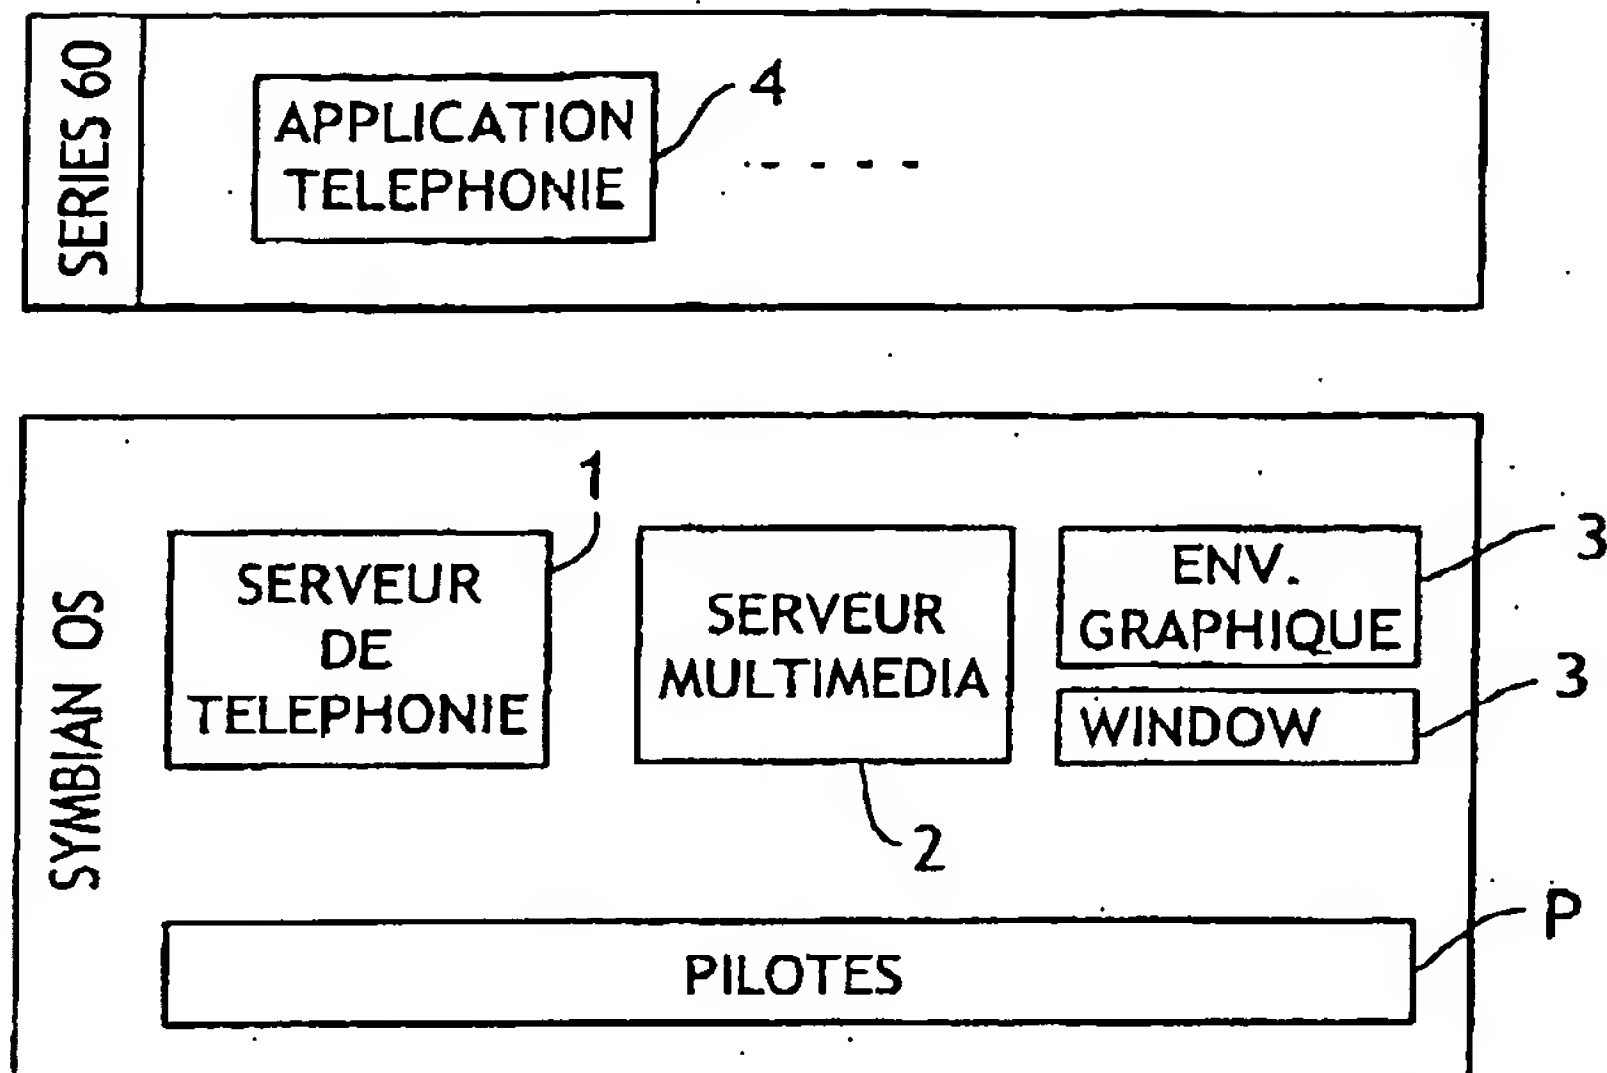 SERIES 60
APPLICATION
TELEPHONIE
4
SYMBIAN OS
1
SERVEUR
DE
TELEPHONIE
SERVEUR
MULTIMEDIA
2
ENV.
GRAPHIQUE
3
WINDOW
3
PILOTES
P